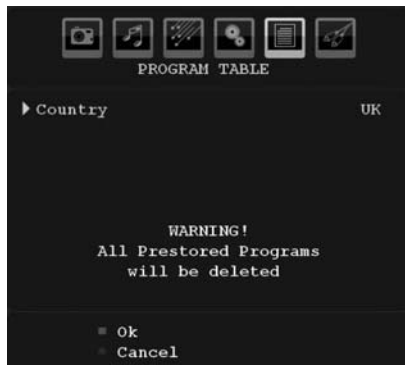 PROGRAM TABLE
Country UK
WARNING!
All Prestored Programs
will be deleted
Ok
Cancel